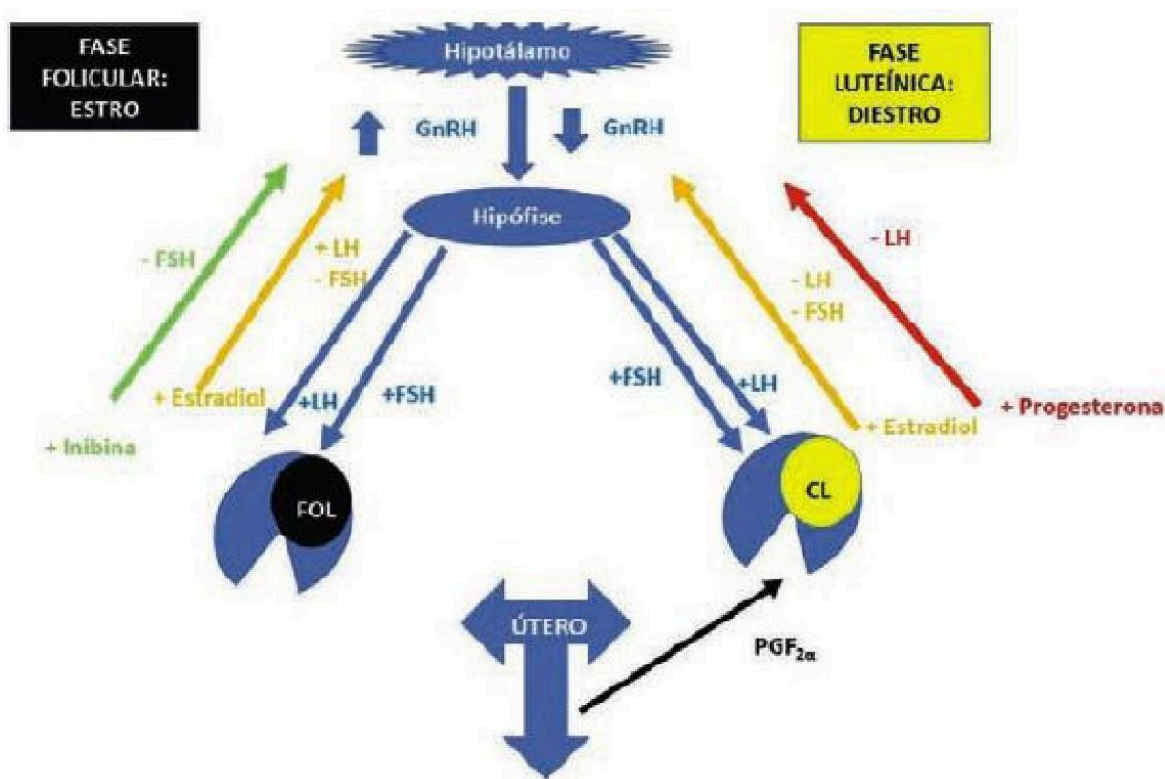 FASE
FOLICULAR:
ESTRO
Hipotálamo
FASE
LUTEÍNICA:
DIESTRO
GnRH
GnRH
Hipófise
- FSH
+ LH
- FSH
- LH
- LH
- FSH
+ Inibina
+ Estradiol
+LH
+FSH
+FSH
+LH
+ Estradiol
+ Progesterona
FOL
CL
ÚTERO
PGF2α